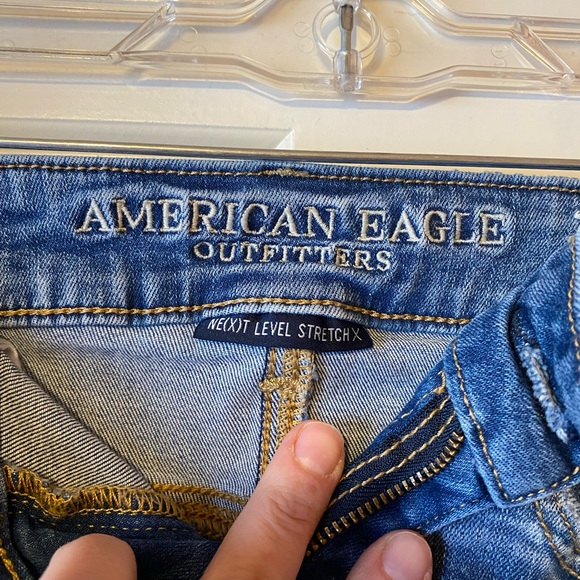 AMERICAN EAGLE
OUTFITTERS
NE(X)T LEVEL STRETCH X